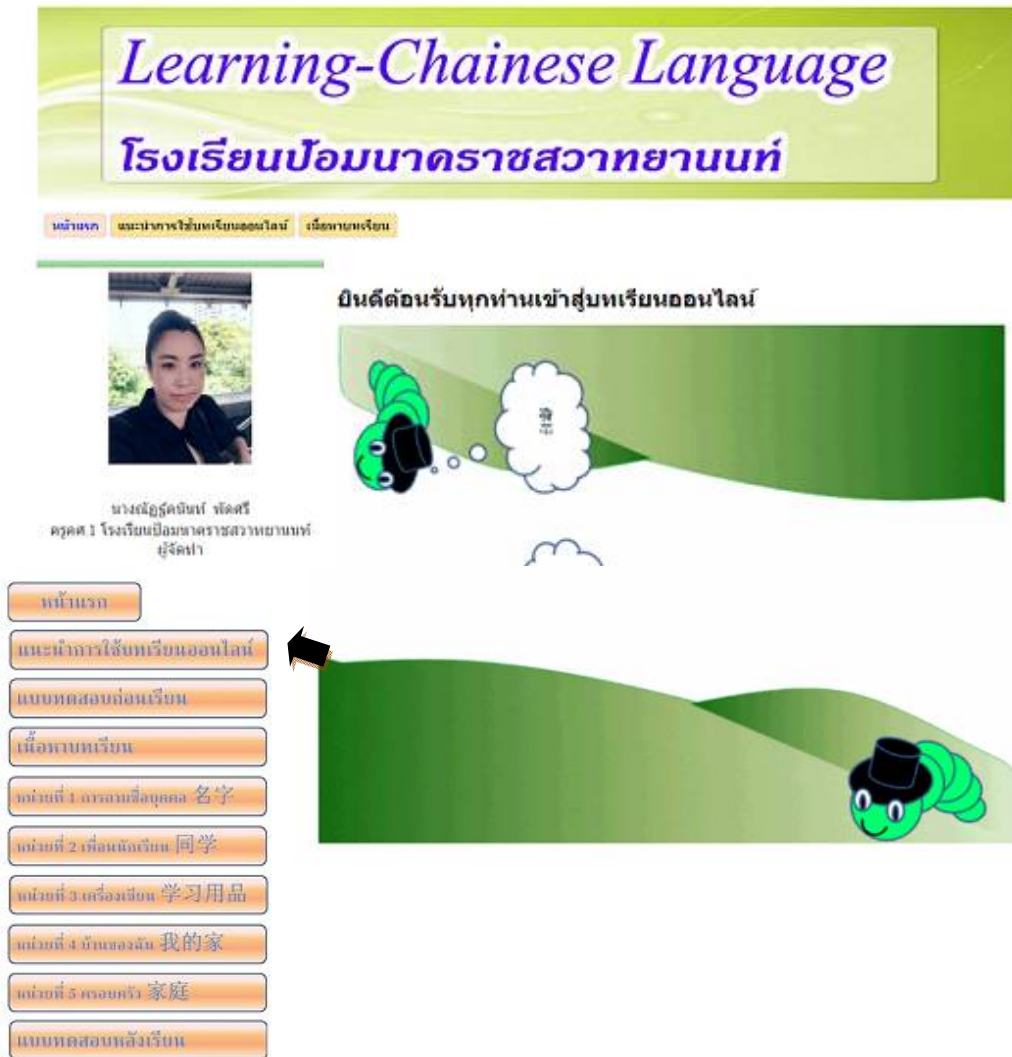 Learning-Chainese Language
โรงเรียนป้อมนาคราชสวาทยานนท์
หน้าแรก แนะนำการใช้บทเรียนออนไลน์ เนื้อหาบทเรียน
ยินดีต้อนรับทุกท่านเข้าสู่บทเรียนออนไลน์
ครูคศ.1 โรงเรียนป้อมนาคราชสวาทยานนท์
ผู้จัดทำ
หน้าแรก
แนะนำการใช้บทเรียนออนไลน์
แบบทดสอบก่อนเรียน
เนื้อหาบทเรียน
หน่วยที่ 1 การถามชื่อบุคคล 名字
หน่วยที่ 2 เพื่อนนักเรียน 同学
หน่วยที่ 3 เครื่องเขียน 学习用品
หน่วยที่ 4 บ้านของฉัน 我的家
หน่วยที่ 5 ครอบครัว 家庭
แบบทดสอบหลังเรียน